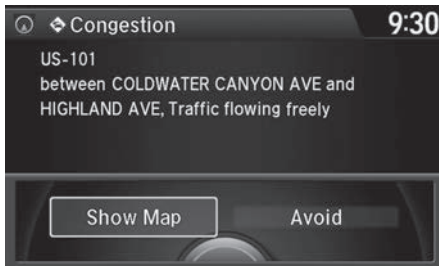 Congestion
9:30
US-101
between COLDWATER CANYON AVE and
HIGHLAND AVE, Traffic flowing freely
Show Map
Avoid